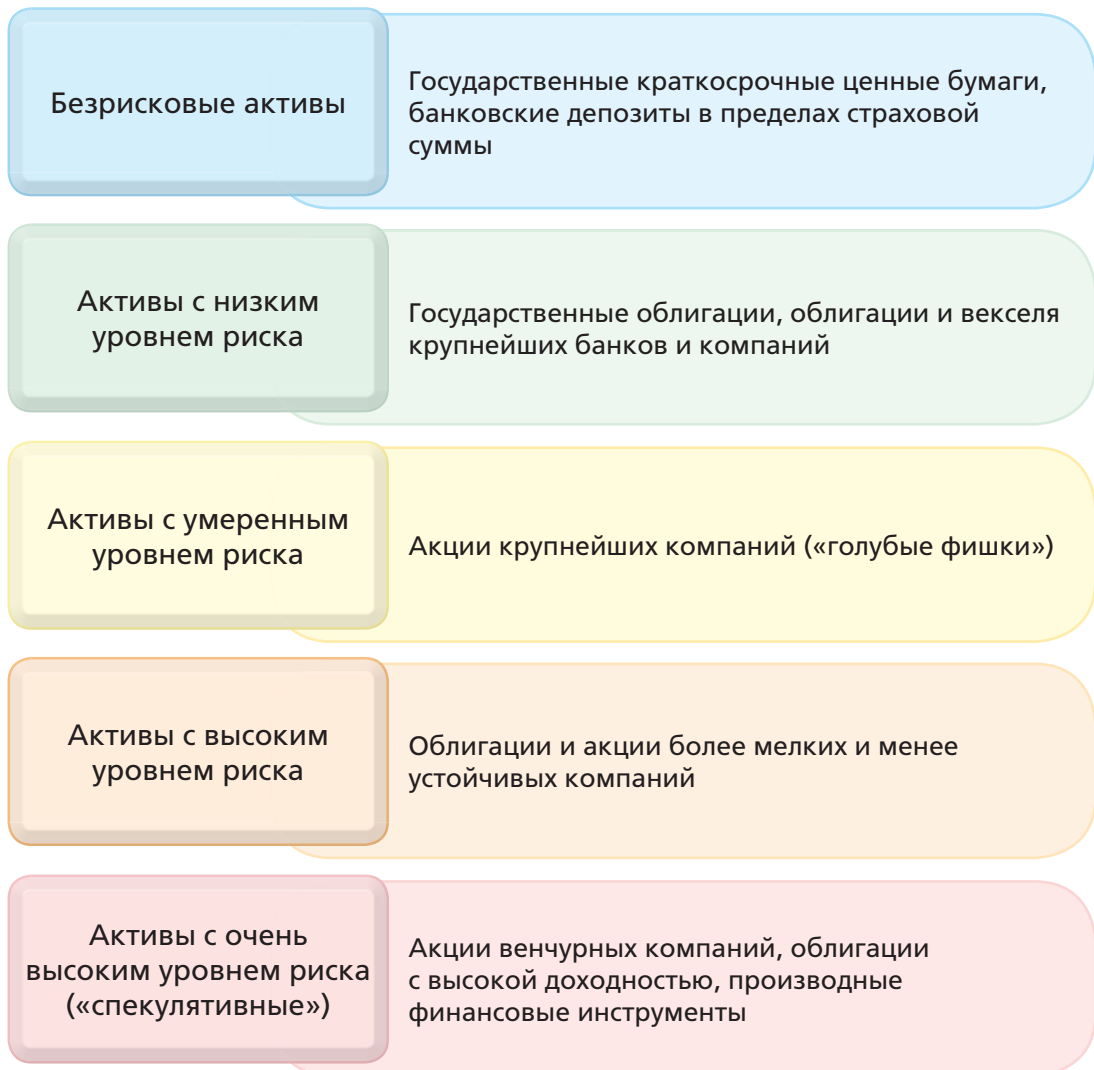 Безрисковые активы
Государственные краткосрочные ценные бумаги,
банковские депозиты в пределах страховой
суммы
Активы с низким
уровнем риска
Государственные облигации, облигации и векселя
крупнейших банков и компаний
Активы с умеренным
уровнем риска
Акции крупнейших компаний («голубые фишки»)
Активы с высоким
уровнем риска
Облигации и акции более мелких и менее
устойчивых компаний
Активы с очень
высоким уровнем риска
(«спекулятивные»)
Акции венчурных компаний, облигации
с высокой доходностью, производные
финансовые инструменты